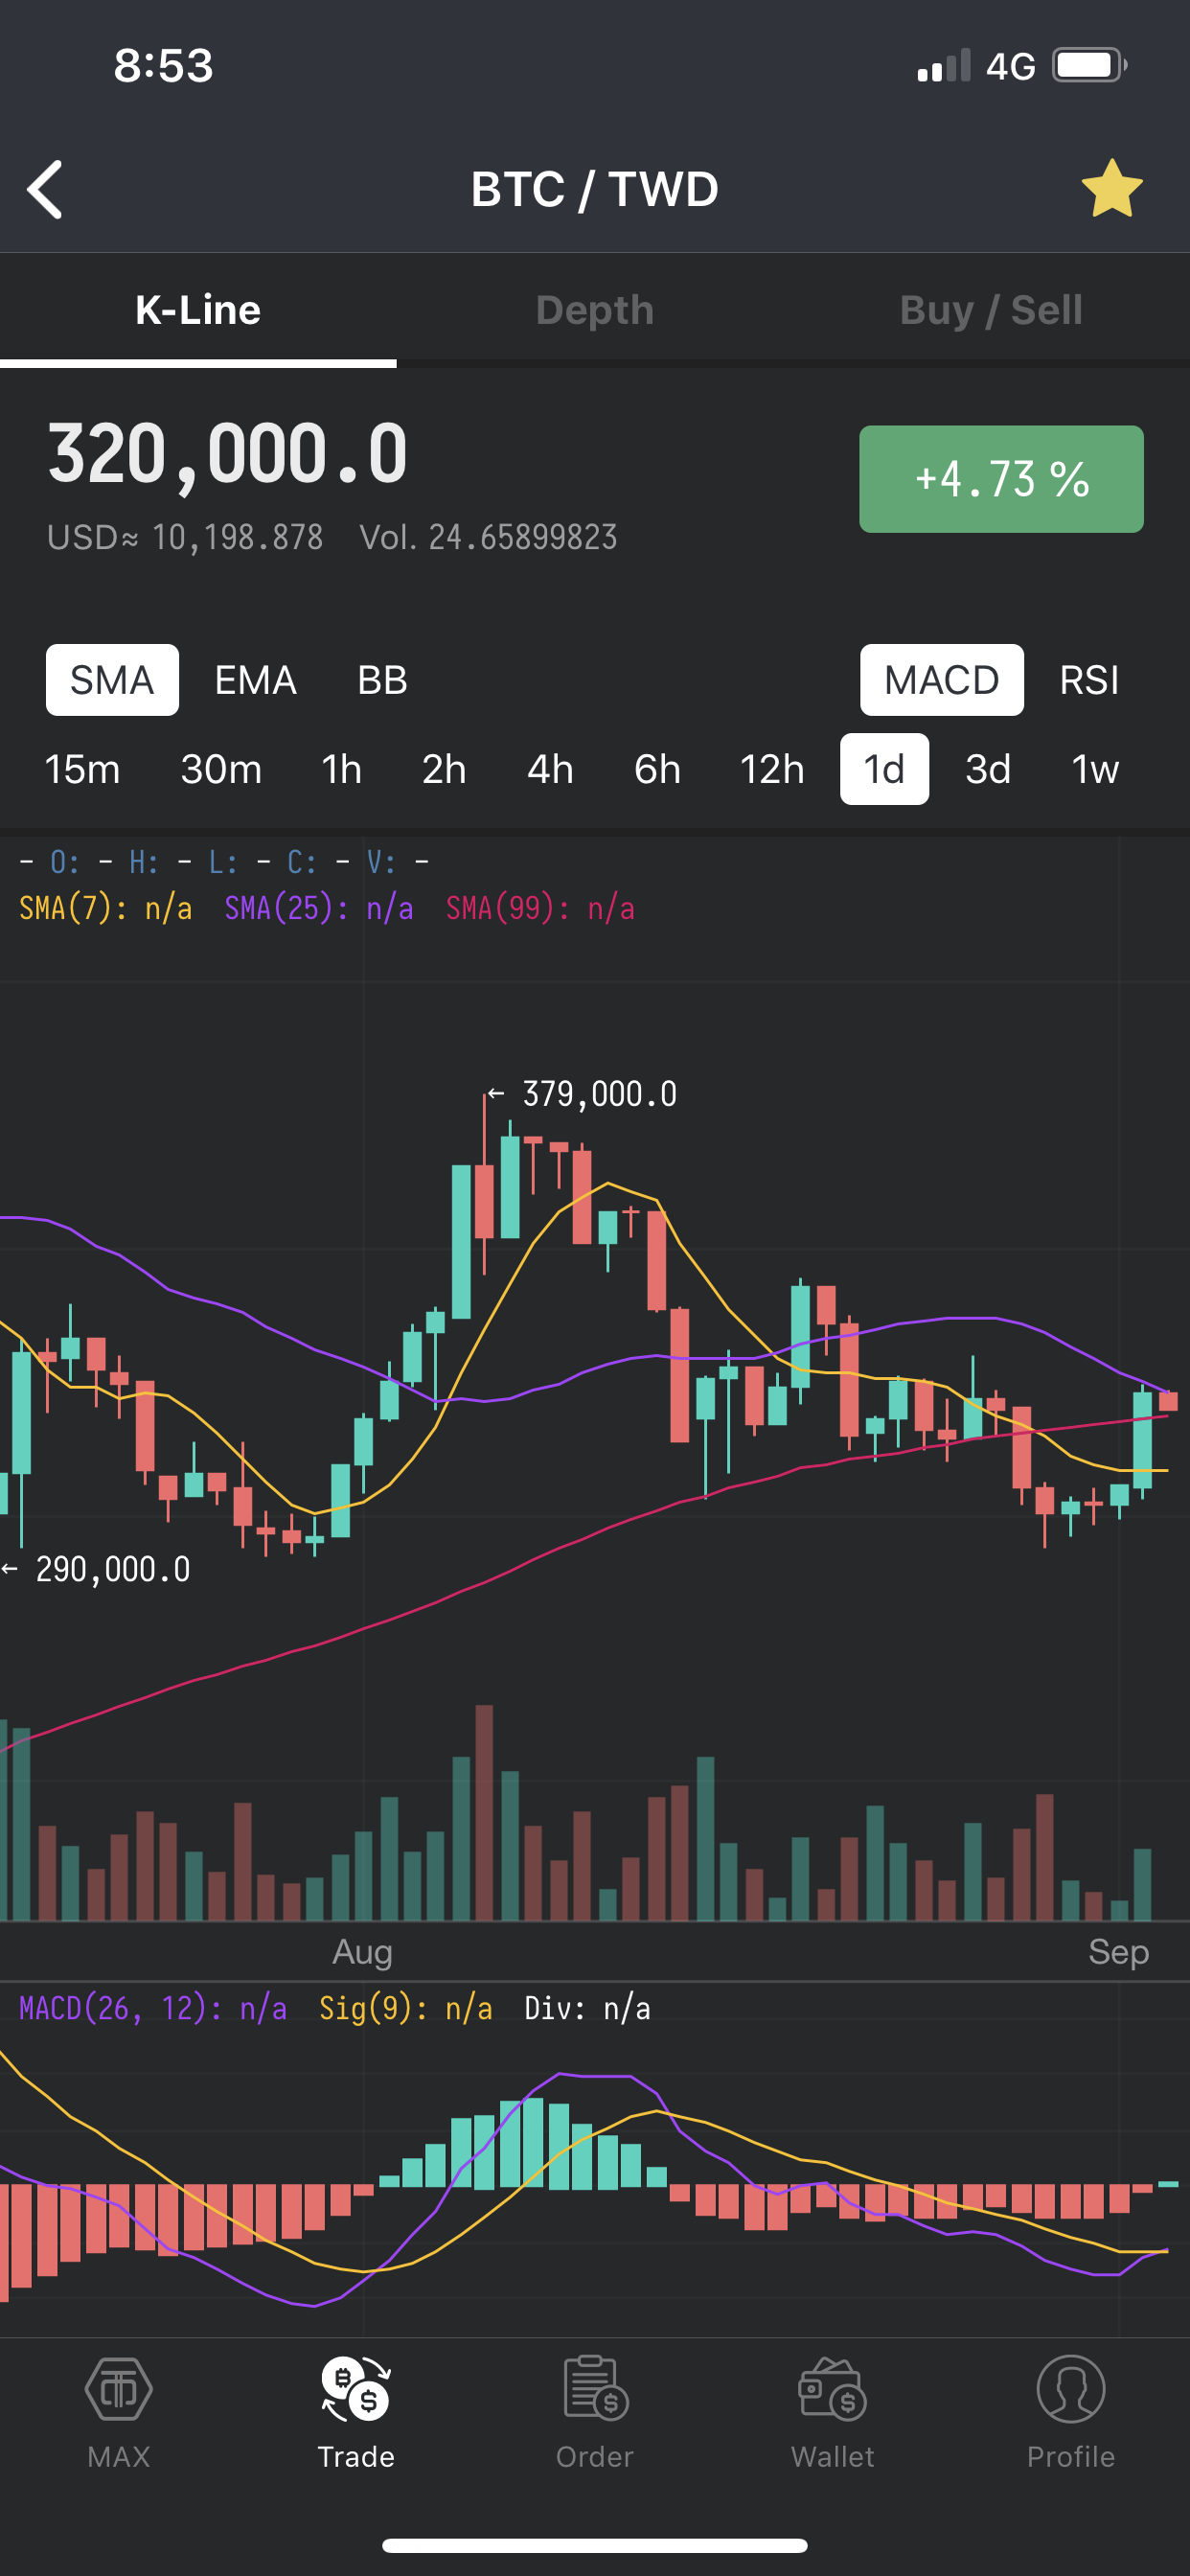 8:53 4G
BTC / TWD
K-Line Depth Buy / Sell
320,000.0
+4.73 %
USD≈ 10,198.878 Vol. 24.65899823
SMA EMA BB MACD RSI
15m 30m 1h 2h 4h 6h 12h 1d 3d 1w
– O: – H: – L: – C: – V: –
SMA(7): n/a SMA(25): n/a SMA(99): n/a
← 379,000.0
← 290,000.0
Aug Sep
MACD(26, 12): n/a Sig(9): n/a Div: n/a
MAX Trade Order Wallet Profile